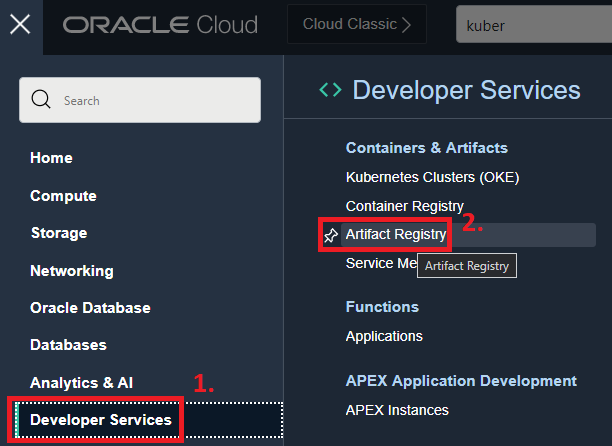 ORACLE Cloud
Cloud Classic
kuber
Search
Home
Compute
Storage
Networking
Oracle Database
Databases
Analytics & AI
1.
Developer Services
Developer Services
Containers & Artifacts
Kubernetes Clusters (OKE)
Container Registry
Artifact Registry
2.
Service Me
Artifact Registry
Functions
Applications
APEX Application Development
APEX Instances